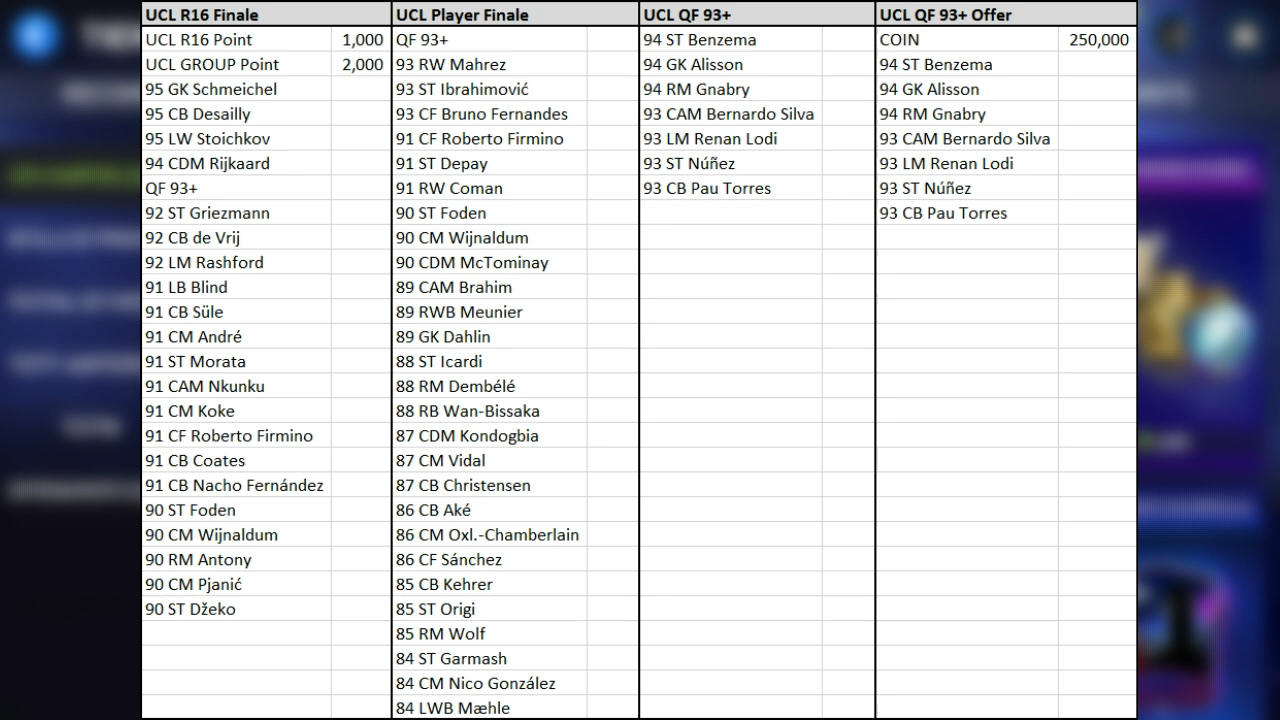 UCL R16 Finale
UCL R16 Point 1,000
UCL GROUP Point 2,000
95 GK Schmeichel
95 CB Desailly
95 LW Stoichkov
94 CDM Rijkaard
QF 93+
92 ST Griezmann
92 CB de Vrij
92 LM Rashford
91 LB Blind
91 CB Süle
91 CM André
91 ST Morata
91 CAM Nkunku
91 CM Koke
91 CF Roberto Firmino
91 CB Coates
91 CB Nacho Fernández
90 ST Foden
90 CM Wijnaldum
90 RM Antony
90 CM Pjanić
90 ST Džeko
UCL Player Finale
QF 93+
93 RW Mahrez
93 ST Ibrahimović
93 CF Bruno Fernandes
91 CF Roberto Firmino
91 ST Depay
91 RW Coman
90 ST Foden
90 CM Wijnaldum
90 CDM McTominay
89 CAM Brahim
89 RWB Meunier
89 GK Dahlin
88 ST Icardi
88 RM Dembélé
88 RB Wan-Bissaka
87 CDM Kondogbia
87 CM Vidal
87 CB Christensen
86 CB Aké
86 CM Oxl.-Chamberlain
86 CF Sánchez
85 CB Kehrer
85 ST Origi
85 RM Wolf
84 ST Garmash
84 CM Nico González
84 LWB Mæhle
UCL QF 93+
94 ST Benzema
94 GK Alisson
94 RM Gnabry
93 CAM Bernardo Silva
93 LM Renan Lodi
93 ST Núñez
93 CB Pau Torres
UCL QF 93+ Offer
COIN 250,000
94 ST Benzema
94 GK Alisson
94 RM Gnabry
93 CAM Bernardo Silva
93 LM Renan Lodi
93 ST Núñez
93 CB Pau Torres